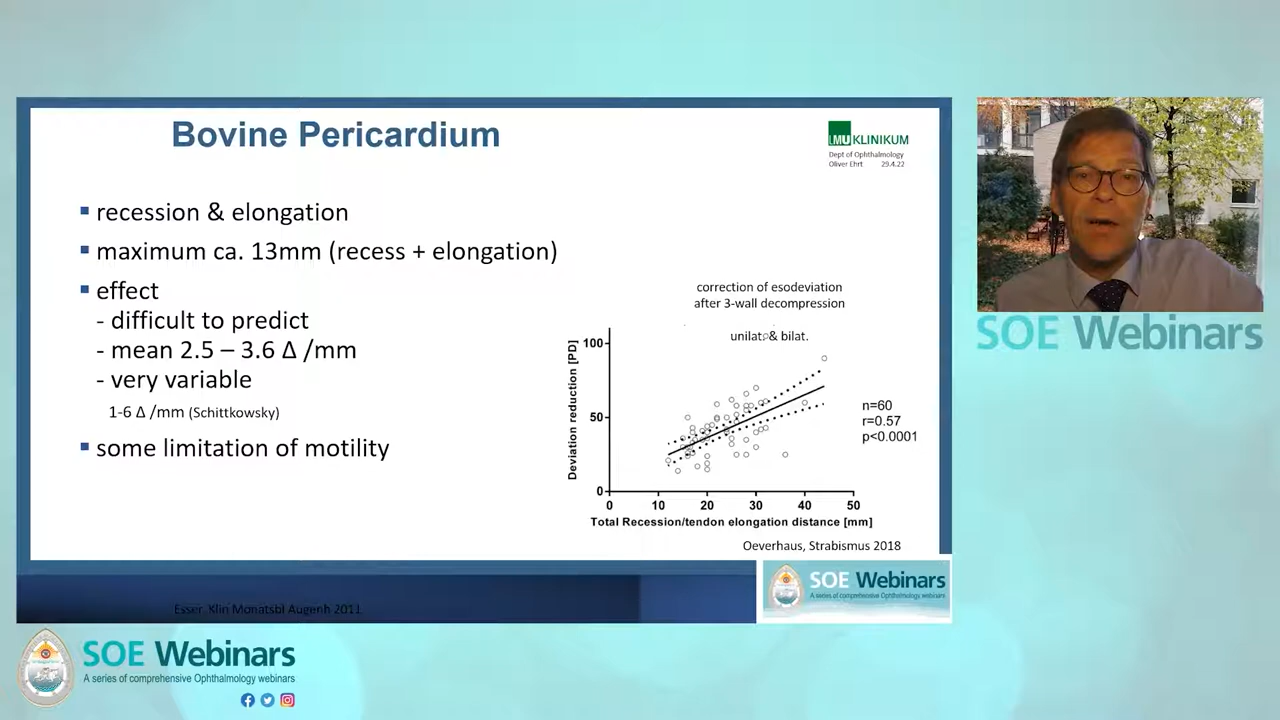 Bovine Pericardium
LMU KLINIKUM
Dept of Ophthalmology
Oliver Ehrt 29.4.22
recession & elongation
maximum ca. 13mm (recess + elongation)
effect
- difficult to predict
- mean 2.5 – 3.6 Δ /mm
- very variable
1-6 Δ /mm (Schittkowsky)
some limitation of motility
correction of esodeviation
after 3-wall decompression
unilat. & bilat.
Deviation reduction [PD]
100
50
0
0 10 20 30 40 50
Total Recession/tendon elongation distance [mm]
n=60
r=0.57
p<0.0001
Oeverhaus, Strabismus 2018
Esser. Klin Monatsbl Augenh 2011
SOE Webinars
A series of comprehensive Ophthalmology webinars
SOE Webinars
SOE Webinars
A series of comprehensive Ophthalmology webinars